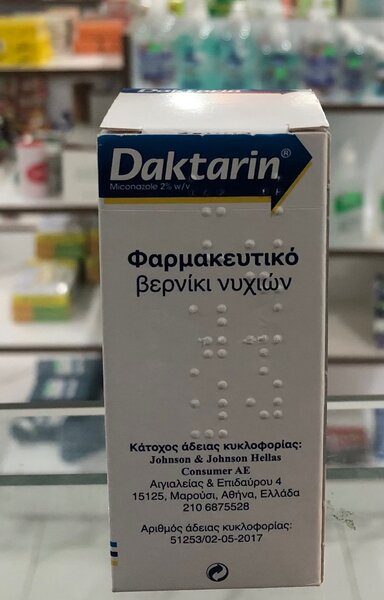 Daktarin®
Miconazole 2% w/v
Φαρμακευτικό
βερνίκι νυχιών
Κάτοχος άδειας κυκλοφορίας:
Johnson & Johnson Hellas
Consumer AE
Αιγιαλείας & Επιδαύρου 4
15125, Μαρούσι, Αθήνα, Ελλάδα
210 6875528
Αριθμός άδειας κυκλοφορίας:
51253/02-05-2017